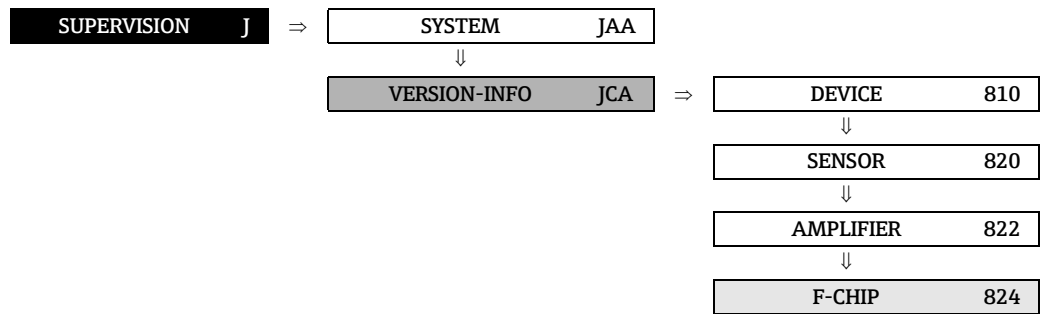 SUPERVISION J ⇒ SYSTEM JAA
⇓
VERSION-INFO JCA ⇒ DEVICE 810
⇓
SENSOR 820
⇓
AMPLIFIER 822
⇓
F-CHIP 824